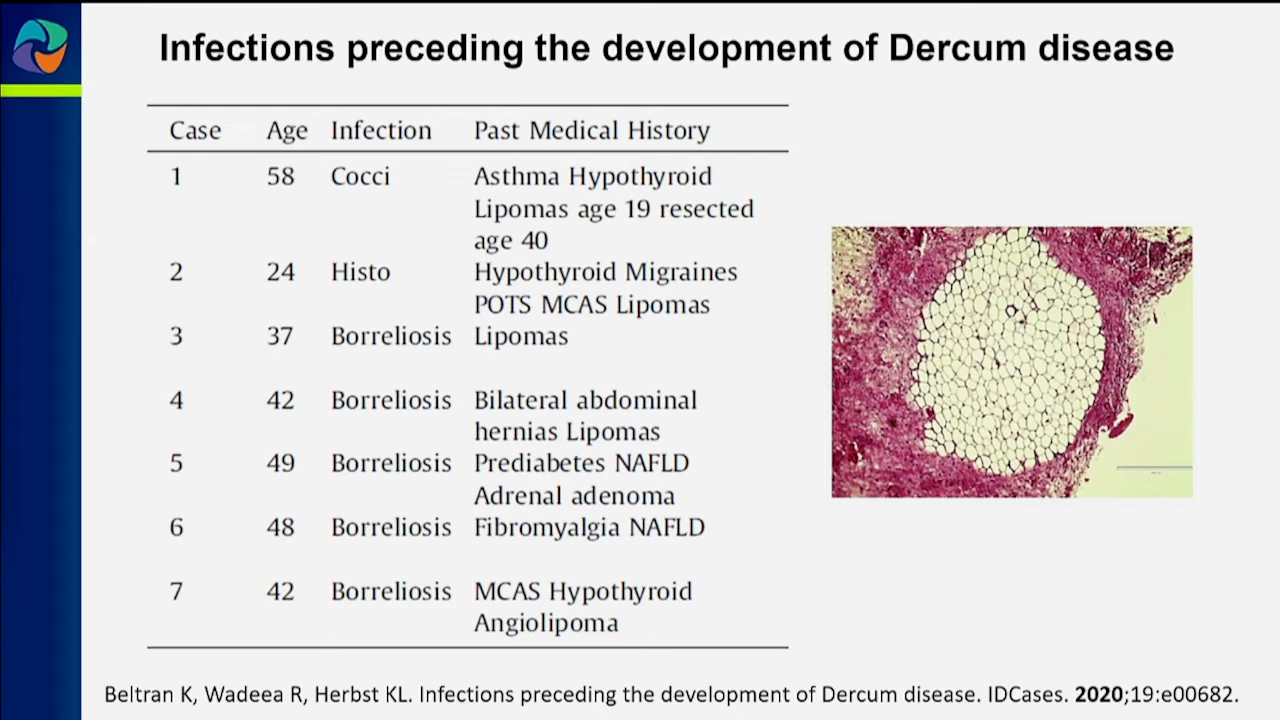 Infections preceding the development of Dercum disease
Case Age Infection Past Medical History
1 58 Cocci Asthma Hypothyroid
Lipomas age 19 resected
age 40
2 24 Histo Hypothyroid Migraines
POTS MCAS Lipomas
3 37 Borreliosis Lipomas
4 42 Borreliosis Bilateral abdominal
hernias Lipomas
5 49 Borreliosis Prediabetes NAFLD
Adrenal adenoma
6 48 Borreliosis Fibromyalgia NAFLD
7 42 Borreliosis MCAS Hypothyroid
Angiolipoma
Beltran K, Wadeea R, Herbst KL. Infections preceding the development of Dercum disease. IDCases. 2020;19:e00682.